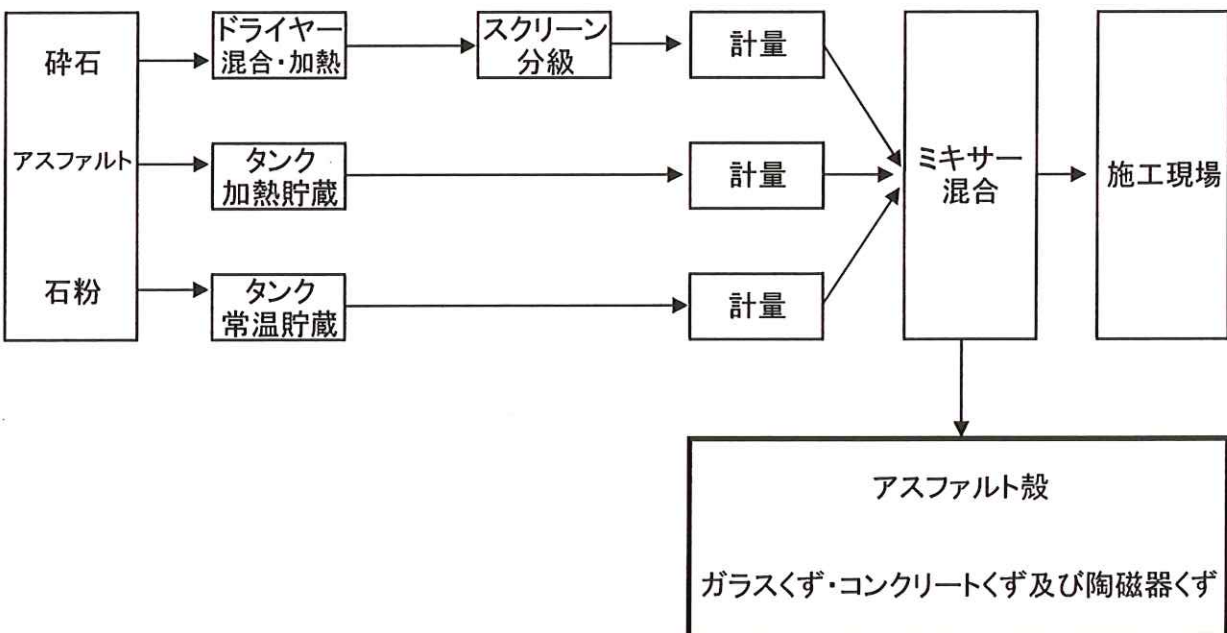 砕石
ドライヤー
混合・加熱
スクリーン
分級
計量
アスファルト
タンク
加熱貯蔵
計量
ミキサー
混合
施工現場
石粉
タンク
常温貯蔵
計量
アスファルト殻
ガラスくず・コンクリートくず及び陶磁器くず